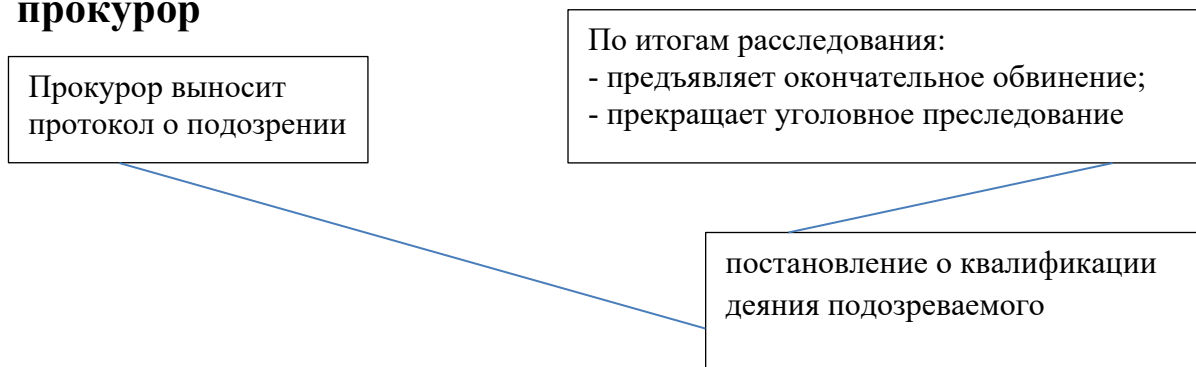 прокурор
Прокурор выносит
протокол о подозрении
По итогам расследования:
- предъявляет окончательное обвинение;
- прекращает уголовное преследование
постановление о квалификации
деяния подозреваемого